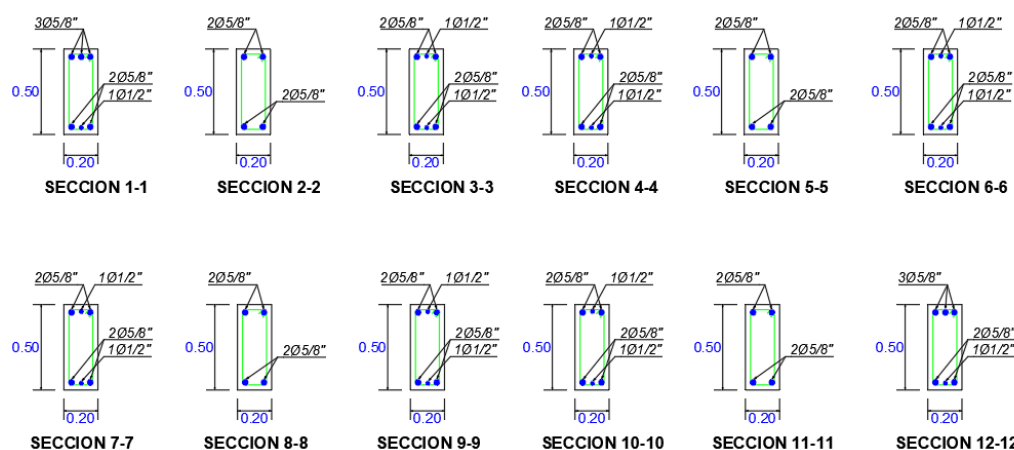 3Ø5/8" 2Ø5/8" 2Ø5/8" 1Ø1/2" 2Ø5/8" 1Ø1/2" 2Ø5/8" 2Ø5/8" 1Ø1/2"
0.50 2Ø5/8" 0.50 2Ø5/8" 0.50 2Ø5/8" 0.50 2Ø5/8" 0.50 2Ø5/8" 0.50 2Ø5/8"
1Ø1/2" 1Ø1/2" 1Ø1/2" 1Ø1/2"
0.20 0.20 0.20 0.20 0.20 0.20
SECCION 1-1 SECCION 2-2 SECCION 3-3 SECCION 4-4 SECCION 5-5 SECCION 6-6
2Ø5/8" 1Ø1/2" 2Ø5/8" 2Ø5/8" 1Ø1/2" 2Ø5/8" 1Ø1/2" 2Ø5/8" 3Ø5/8"
0.50 2Ø5/8" 0.50 2Ø5/8" 0.50 2Ø5/8" 0.50 2Ø5/8" 0.50 2Ø5/8" 0.50 2Ø5/8"
1Ø1/2" 1Ø1/2" 1Ø1/2" 1Ø1/2"
0.20 0.20 0.20 0.20 0.20 0.20
SECCION 7-7 SECCION 8-8 SECCION 9-9 SECCION 10-10 SECCION 11-11 SECCION 12-12